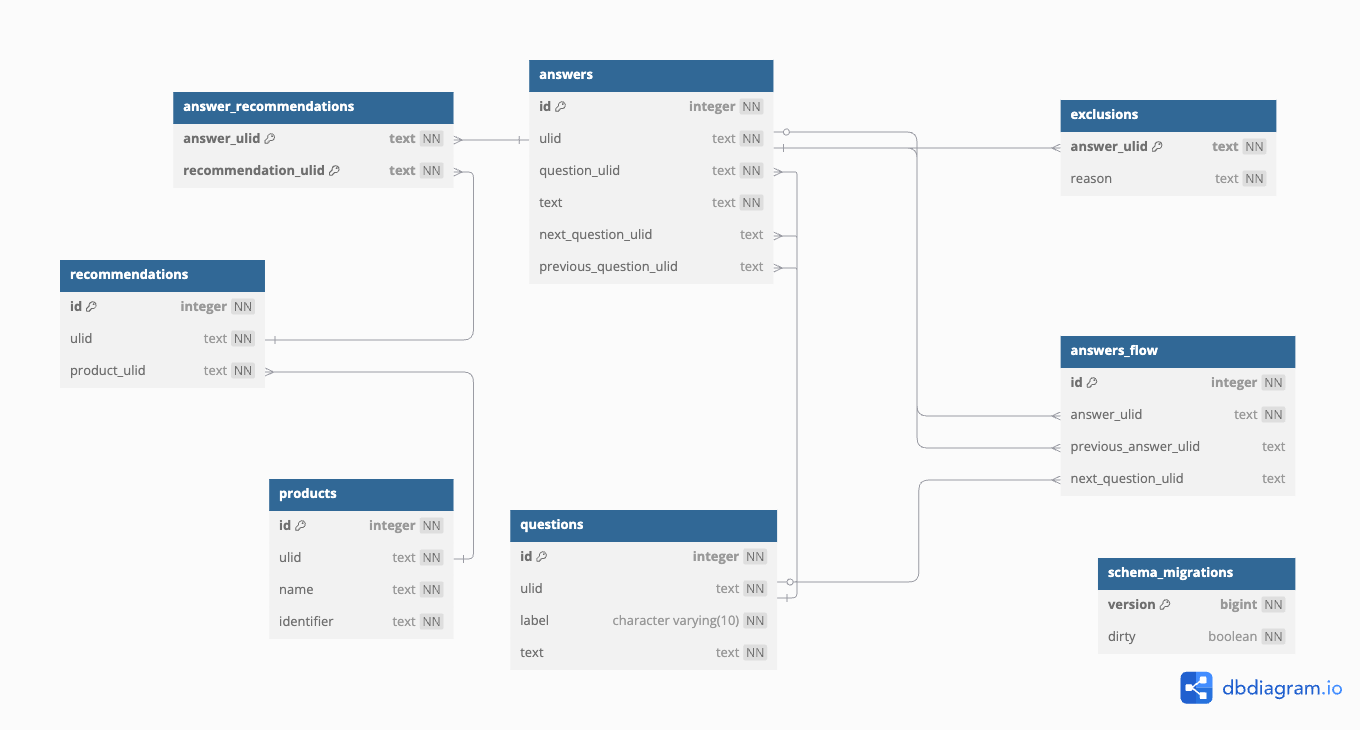 answers
id integer NN
ulid text NN
question_ulid text NN
text text NN
next_question_ulid text
previous_question_ulid text
answer_recommendations
answer_ulid text NN
recommendation_ulid text NN
exclusions
answer_ulid text NN
reason text NN
recommendations
id integer NN
ulid text NN
product_ulid text NN
answers_flow
id integer NN
answer_ulid text NN
previous_answer_ulid text
next_question_ulid text
products
id integer NN
ulid text NN
name text NN
identifier text NN
questions
id integer NN
ulid text NN
label character varying(10) NN
text text NN
schema_migrations
version bigint NN
dirty boolean NN
dbdiagram.io